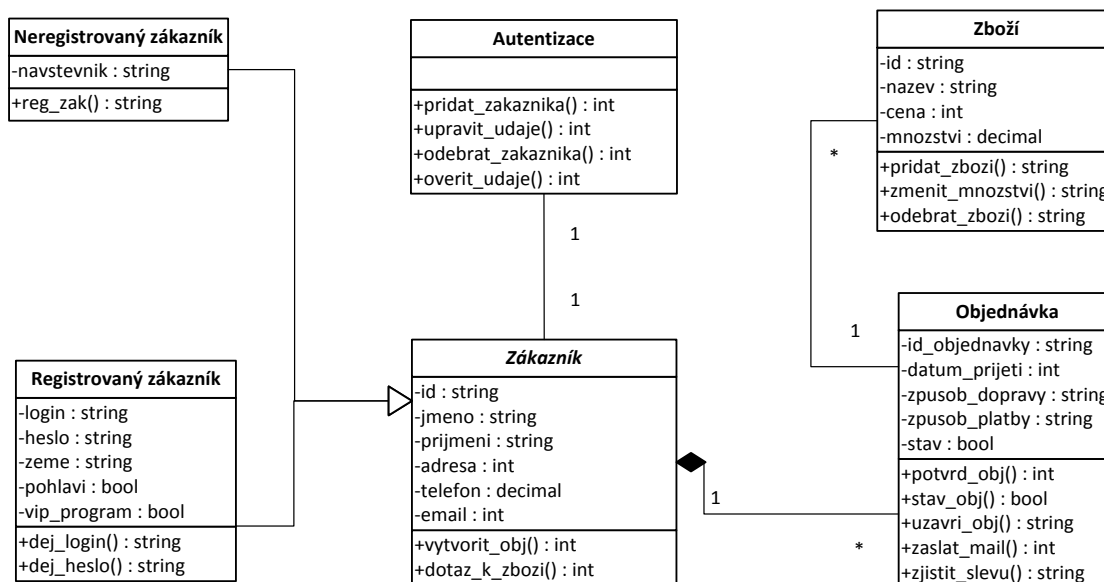 Neregistrovaný zákazník
-navstevnik : string
+reg_zak() : string
Autentizace
+pridat_zakaznika() : int
+upravit_udaje() : int
+odebrat_zakaznika() : int
+overit_udaje() : int
Zboží
-id : string
-nazev : string
-cena : int
-mnozstvi : decimal
+pridat_zbozi() : string
+zmenit_mnozstvi() : string
+odebrat_zbozi() : string
*
1
1
1
Registrovaný zákazník
-login : string
-heslo : string
-zeme : string
-pohlavi : bool
-vip_program : bool
+dej_login() : string
+dej_heslo() : string
Zákazník
-id : string
-jmeno : string
-prijmeni : string
-adresa : int
-telefon : decimal
-email : int
+vytvorit_obj() : int
+dotaz_k_zbozi() : int
1
*
Objednávka
-id_objednavky : string
-datum_prijeti : int
-zpusob_dopravy : string
-zpusob_platby : string
-stav : bool
+potvrd_obj() : int
+stav_obj() : bool
+uzavri_obj() : string
+zaslat_mail() : int
+zjistit_slevu() : string